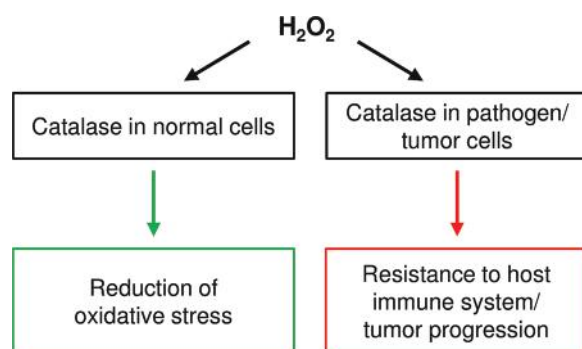 H₂O₂
Catalase in normal cells
Catalase in pathogen/
tumor cells
Reduction of
oxidative stress
Resistance to host
immune system/
tumor progression